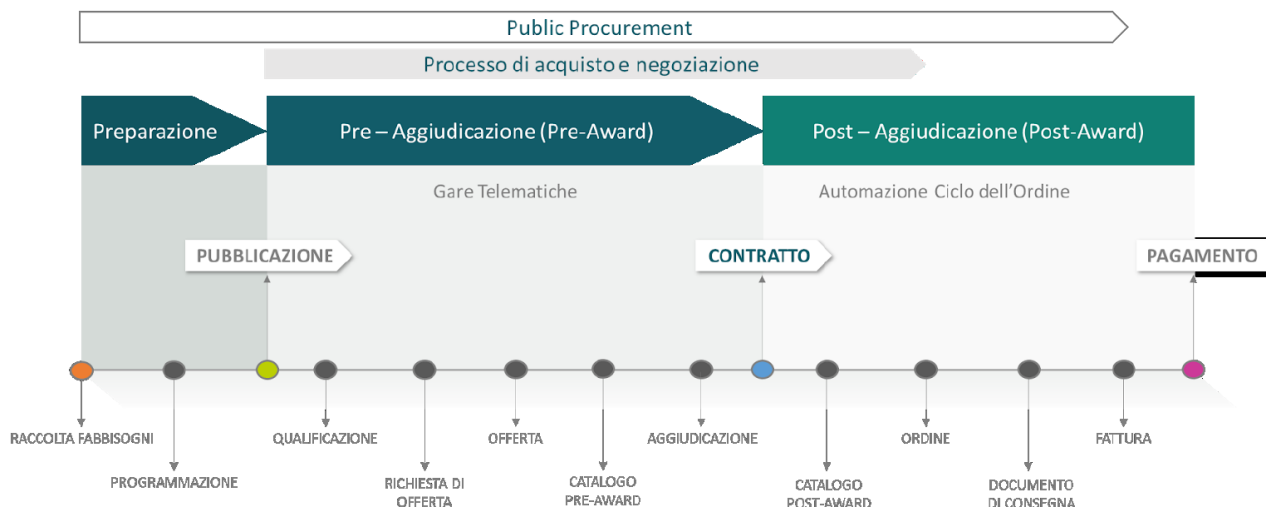 Public Procurement
Processo di acquisto e negoziazione
Preparazione
Pre – Aggiudicazione (Pre-Award)
Post – Aggiudicazione (Post-Award)
Gare Telematiche
Automazione Ciclo dell'Ordine
PUBBLICAZIONE
CONTRATTO
PAGAMENTO
RACCOLTA FABBISOGNI
QUALIFICAZIONE
OFFERTA
AGGIUDICAZIONE
ORDINE
FATTURA
PROGRAMMAZIONE
RICHIESTA DI
OFFERTA
CATALOGO
PRE-AWARD
CATALOGO
POST-AWARD
DOCUMENTO
DI CONSEGNA